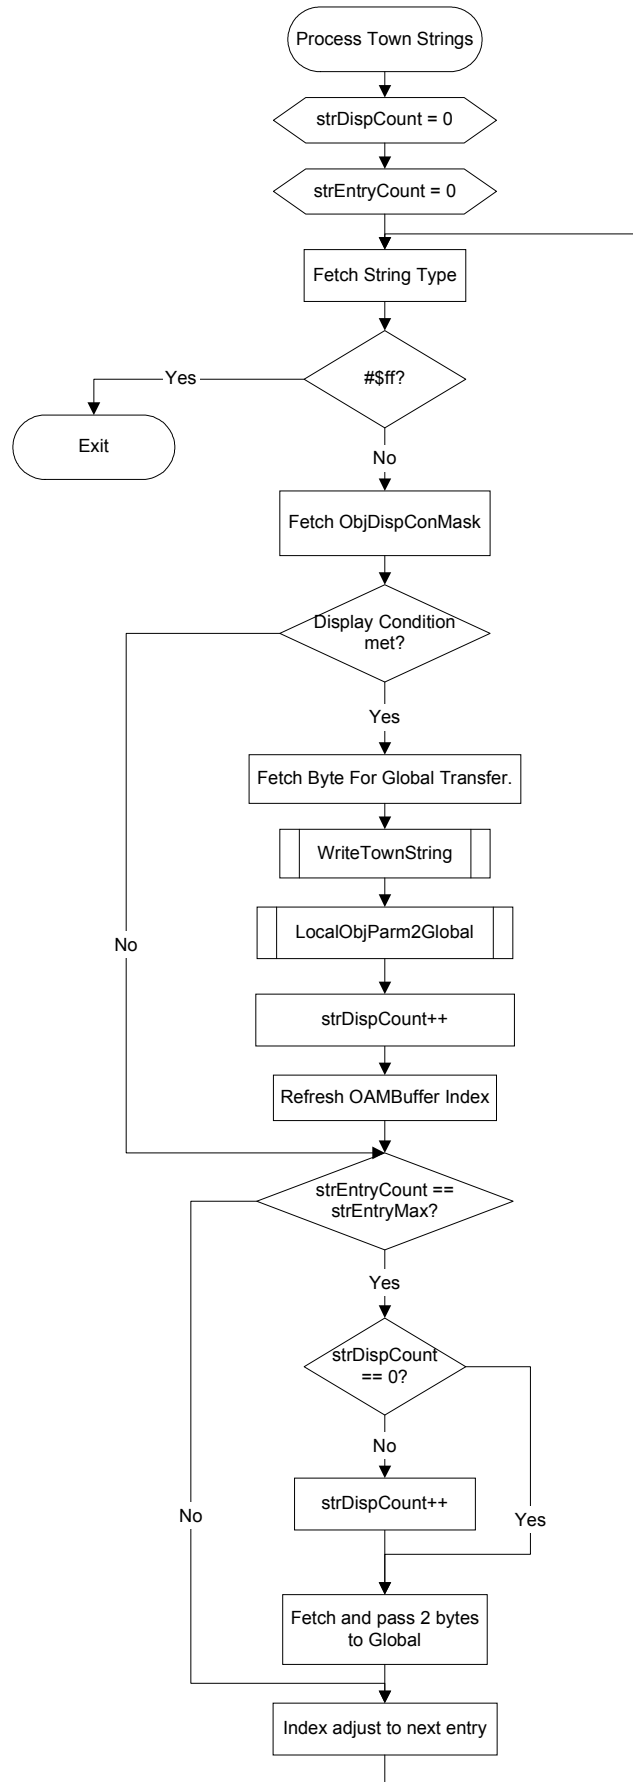 Process Town Strings
strDispCount = 0
strEntryCount = 0
Fetch String Type
#$ff?
Yes
Exit
No
Fetch ObjDispConMask
Display Condition
met?
Yes
Fetch Byte For Global Transfer.
WriteTownString
LocalObjParm2Global
No
strDispCount++
Refresh OAMBuffer Index
strEntryCount ==
strEntryMax?
Yes
strDispCount
== 0?
No
strDispCount++
No
Yes
Fetch and pass 2 bytes
to Global
Index adjust to next entry